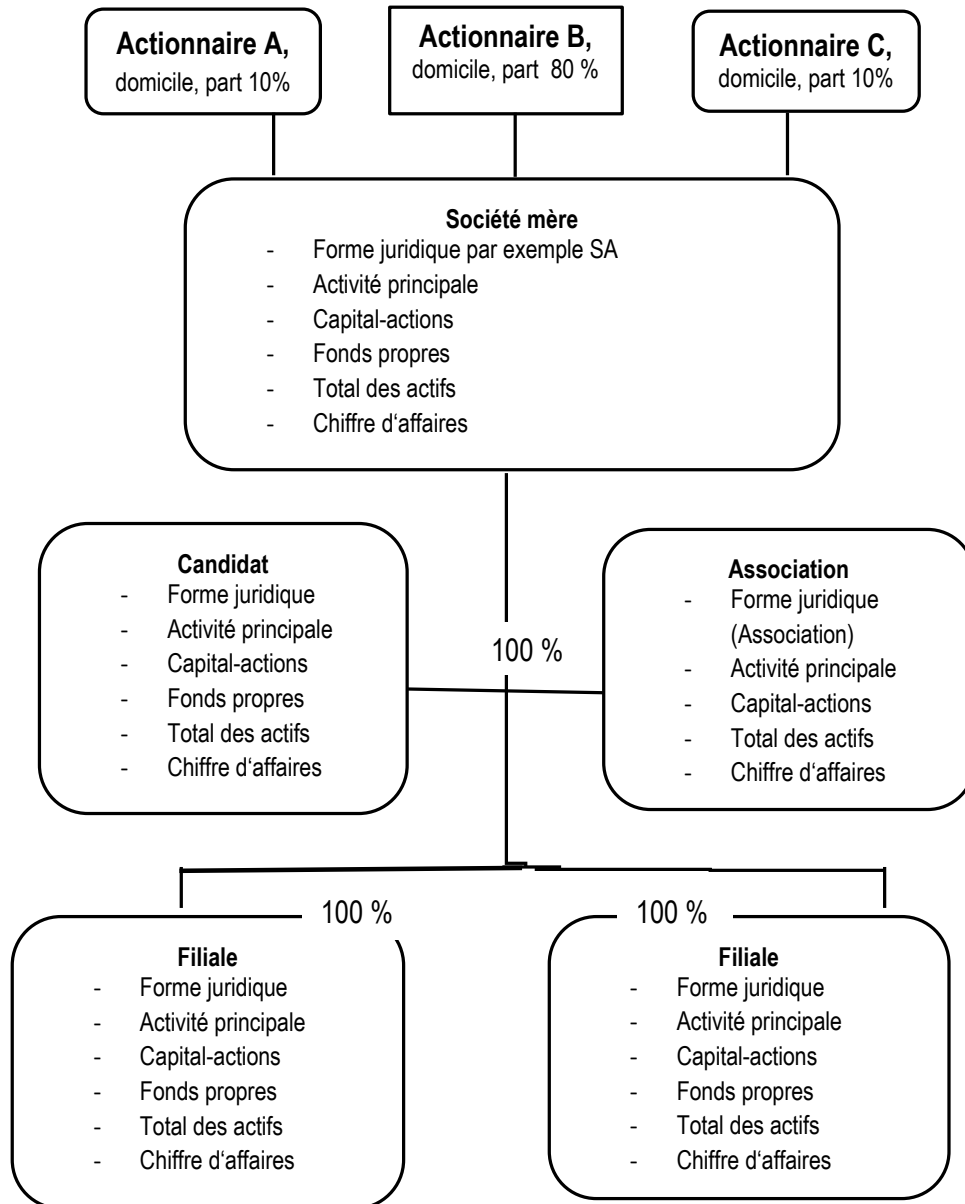 Actionnaire A,
domicile, part 10%
Actionnaire B,
domicile, part 80 %
Actionnaire C,
domicile, part 10%
Société mère
- Forme juridique par exemple SA
- Activité principale
- Capital-actions
- Fonds propres
- Total des actifs
- Chiffre d‘affaires
Candidat
- Forme juridique
- Activité principale
- Capital-actions
- Fonds propres
- Total des actifs
- Chiffre d‘affaires
100 %
Association
- Forme juridique
(Association)
- Activité principale
- Capital-actions
- Total des actifs
- Chiffre d‘affaires
100 %
Filiale
- Forme juridique
- Activité principale
- Capital-actions
- Fonds propres
- Total des actifs
- Chiffre d‘affaires
100 %
Filiale
- Forme juridique
- Activité principale
- Capital-actions
- Fonds propres
- Total des actifs
- Chiffre d‘affaires